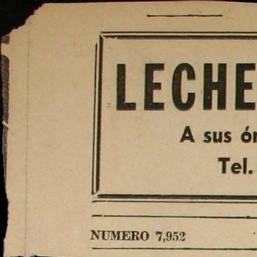 LECHE
A sus ór
Tel.
NUMERO 7,952